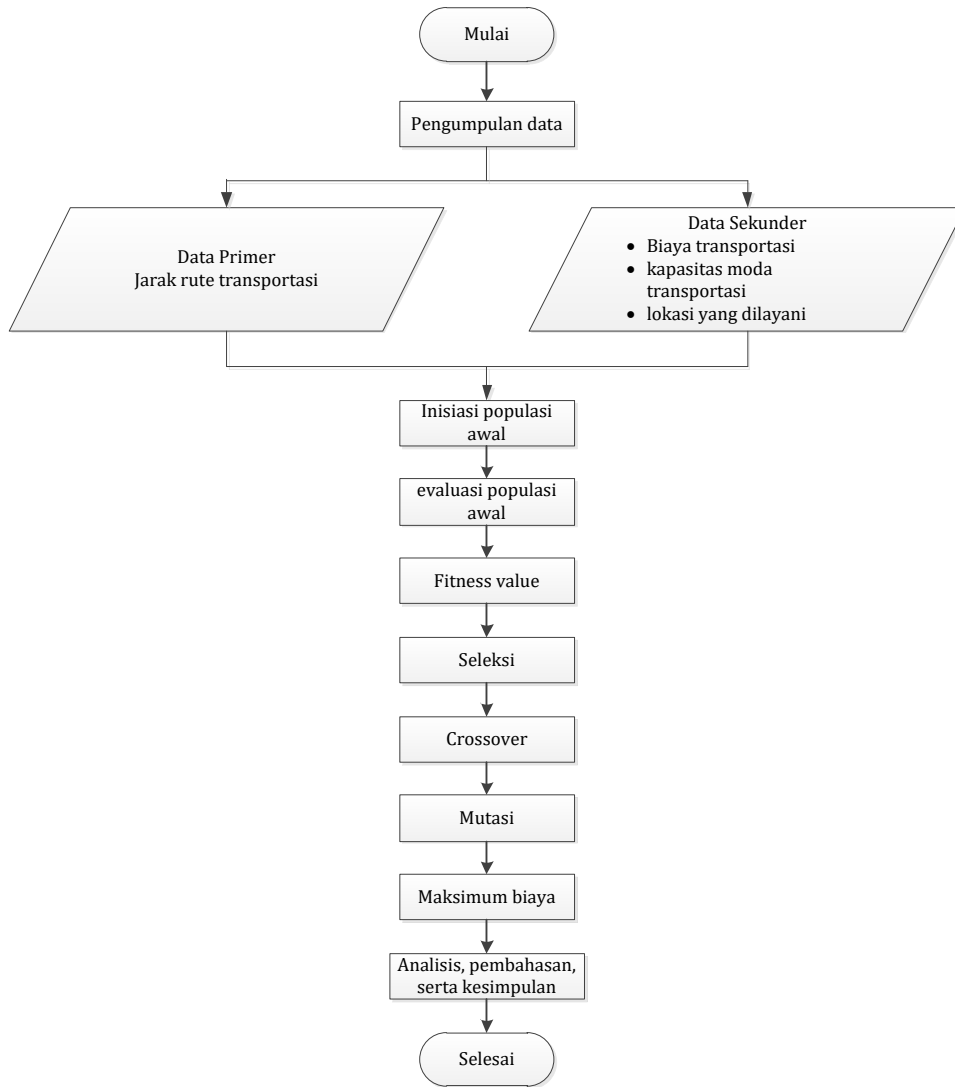 Mulai
Pengumpulan data
Data Primer
Jarak rute transportasi
Data Sekunder
• Biaya transportasi
• kapasitas moda
transportasi
• lokasi yang dilayani
Inisiasi populasi
awal
evaluasi populasi
awal
Fitness value
Seleksi
Crossover
Mutasi
Maksimum biaya
Analisis, pembahasan,
serta kesimpulan
Selesai